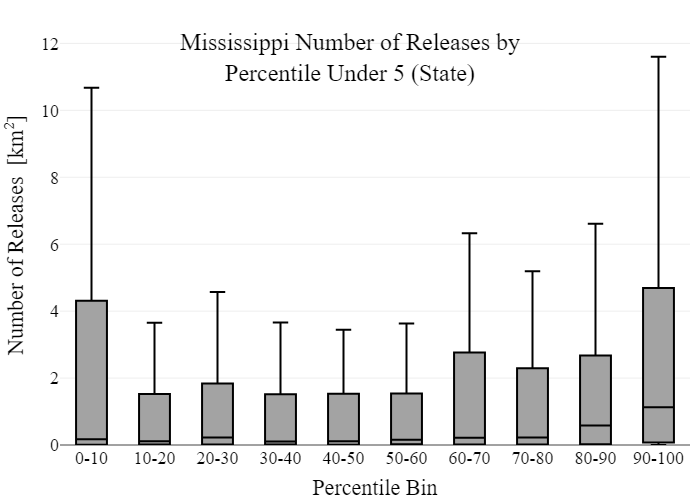 Mississippi Number of Releases by
Percentile Under 5 (State)
Number of Releases [km²]
12
10
8
6
4
2
0
0-10 10-20 20-30 30-40 40-50 50-60 60-70 70-80 80-90 90-100
Percentile Bin